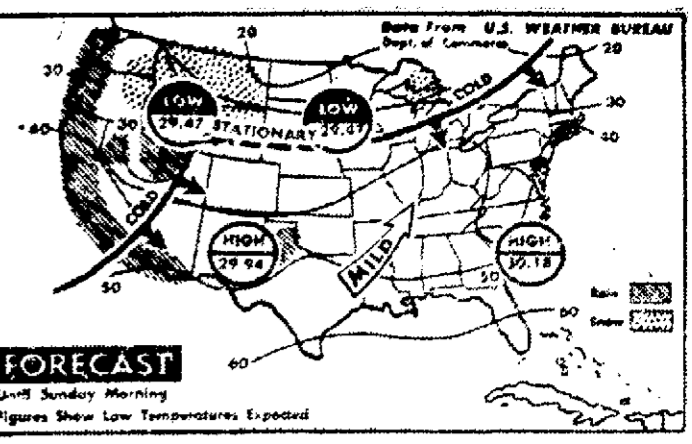 Data From U.S. WEATHER BUREAU
Dept. of Commerce
20
20
30
30
30
40
40
LOW
29.47
STATIONARY
LOW
COLD
COLD
HIGH
29.94
MILD
HIGH
30.18
50
50
60
60
Rain
Snow
FORECAST
Until Sunday Morning
Figures Show Low Temperatures Expected